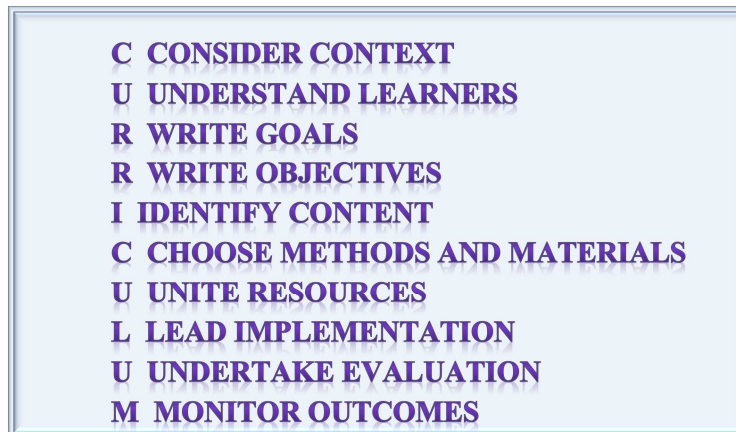 C CONSIDER CONTEXT
U UNDERSTAND LEARNERS
R WRITE GOALS
R WRITE OBJECTIVES
I IDENTIFY CONTENT
C CHOOSE METHODS AND MATERIALS
U UNITE RESOURCES
L LEAD IMPLEMENTATION
U UNDERTAKE EVALUATION
M MONITOR OUTCOMES